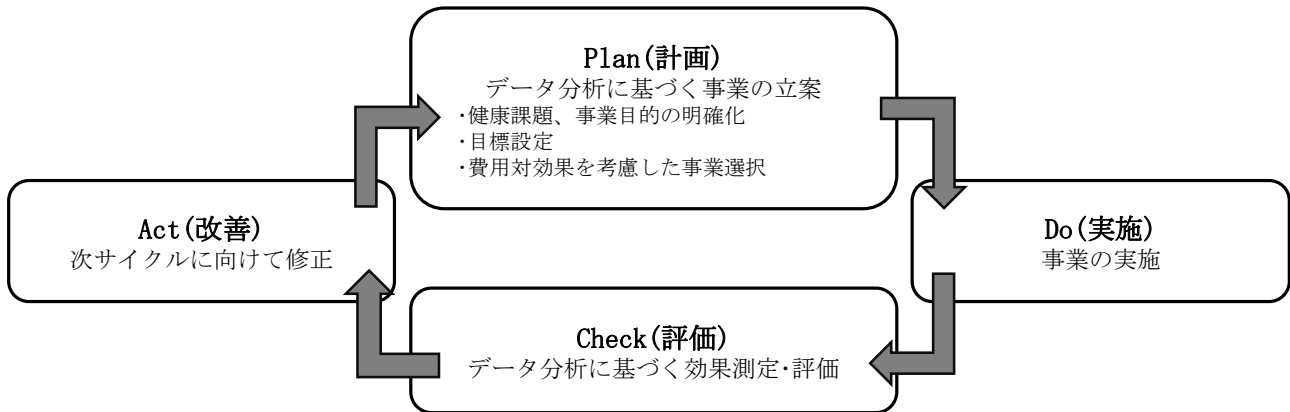 Plan(計画)
データ分析に基づく事業の立案
・健康課題、事業目的の明確化
・目標設定
・費用対効果を考慮した事業選択
Act(改善)
次サイクルに向けて修正
Do(実施)
事業の実施
Check(評価)
データ分析に基づく効果測定・評価